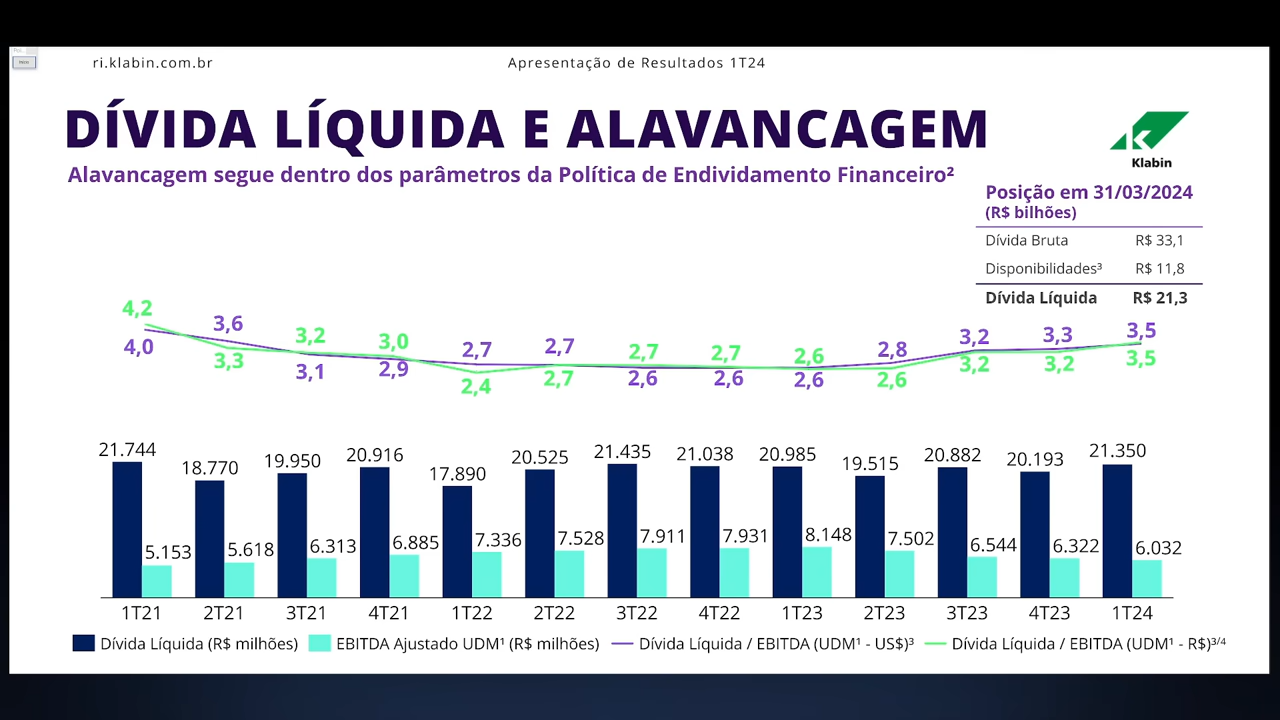 ri.klabin.com.br
Apresentação de Resultados 1T24
DÍVIDA LÍQUIDA E ALAVANCAGEM
Klabin
Alavancagem segue dentro dos parâmetros da Política de Endividamento Financeiro²
Posição em 31/03/2024
(R$ bilhões)
Dívida Bruta R$ 33,1
Disponibilidades³ R$ 11,8
Dívida Líquida R$ 21,3
4,2 3,6 3,2 3,0 2,7 2,7 2,7 2,7 2,6 2,8 3,2 3,3 3,5
4,0 3,3 3,1 2,9 2,4 2,7 2,6 2,6 2,6 2,6 3,2 3,2 3,5
21.744 18.770 19.950 20.916 17.890 20.525 21.435 21.038 20.985 19.515 20.882 20.193 21.350
5.153 5.618 6.313 6.885 7.336 7.528 7.911 7.931 8.148 7.502 6.544 6.322 6.032
1T21 2T21 3T21 4T21 1T22 2T22 3T22 4T22 1T23 2T23 3T23 4T23 1T24
Dívida Líquida (R$ milhões) EBITDA Ajustado UDM¹ (R$ milhões) Dívida Líquida / EBITDA (UDM¹ - US$)³ Dívida Líquida / EBITDA (UDM¹ - R$)³/⁴